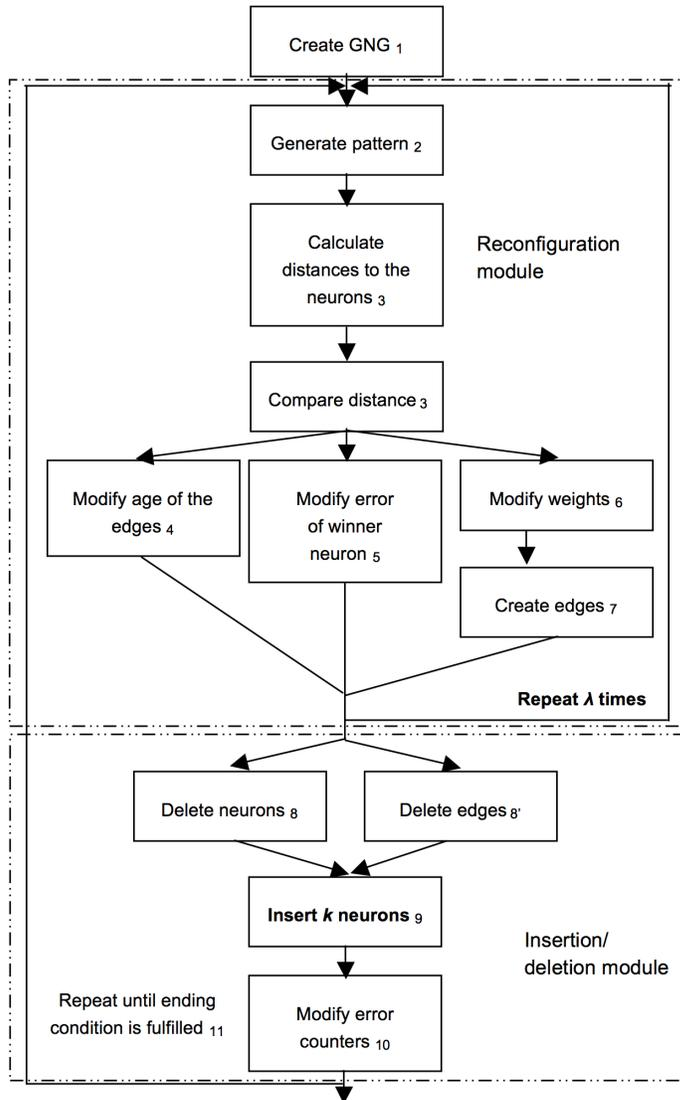 Create GNG 1
Generate pattern 2
Calculate
distances to the
neurons 3
Reconfiguration
module
Compare distance 3
Modify age of the
edges 4
Modify error
of winner
neuron 5
Modify weights 6
Create edges 7
Repeat λ times
Delete neurons 8
Delete edges 8'
Insert k neurons 9
Insertion/
deletion module
Repeat until ending
condition is fulfilled 11
Modify error
counters 10